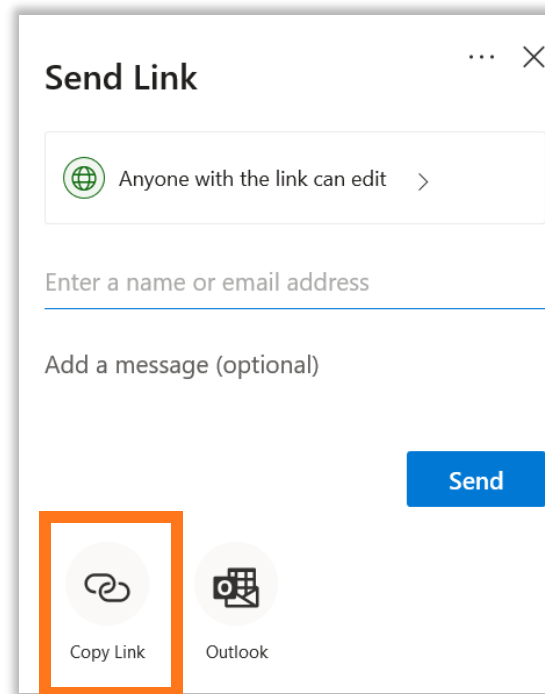 Send Link
Anyone with the link can edit
Enter a name or email address
Add a message (optional)
Send
Copy Link
Outlook